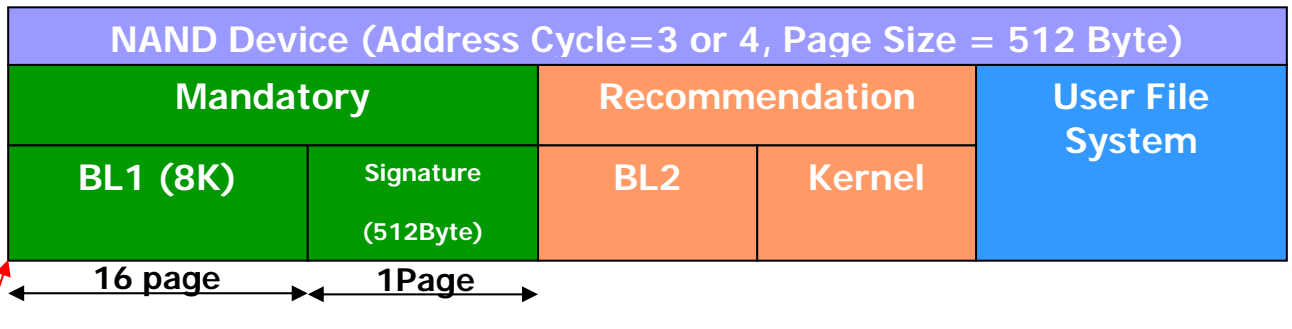 NAND Device (Address Cycle=3 or 4, Page Size = 512 Byte)
Mandatory
Recommendation
User File
System
BL1 (8K)
Signature
(512Byte)
BL2
Kernel
16 page
1Page